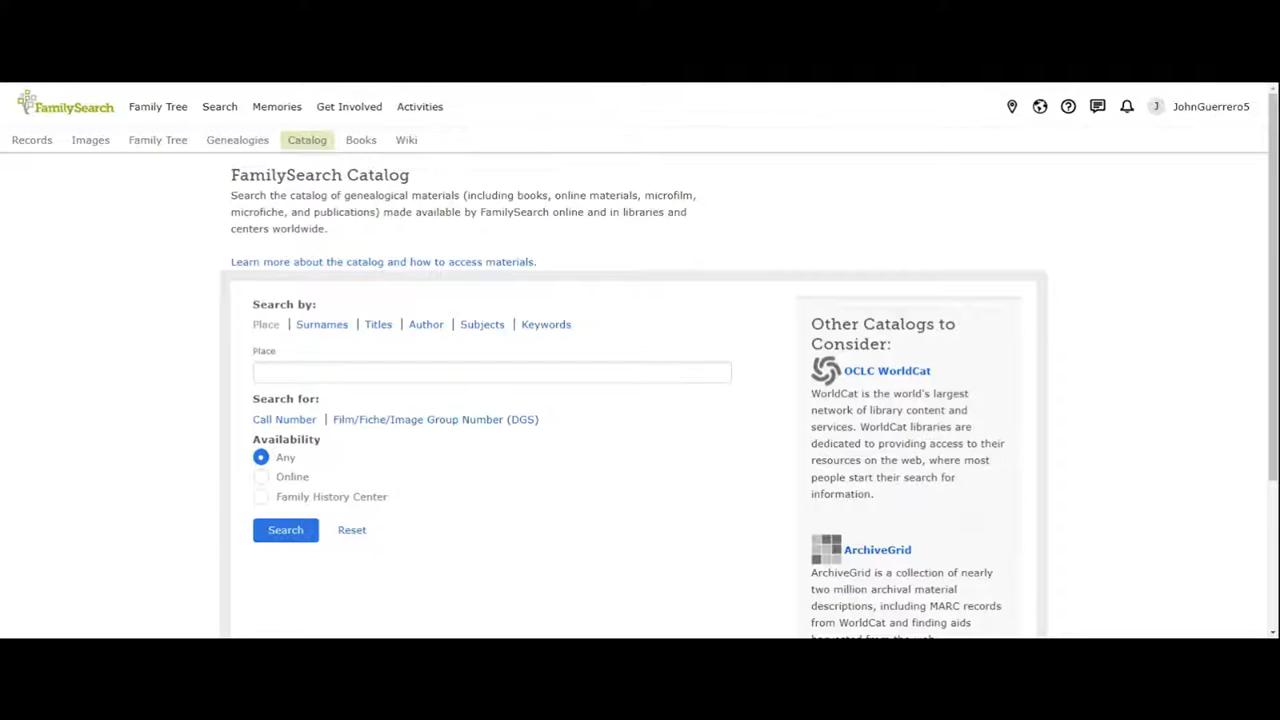 FamilySearch Family Tree Search Memories Get Involved Activities J JohnGuerrero5
Records Images Family Tree Genealogies Catalog Books Wiki
FamilySearch Catalog
Search the catalog of genealogical materials (including books, online materials, microfilm,
microfiche, and publications) made available by FamilySearch online and in libraries and
centers worldwide.
Learn more about the catalog and how to access materials.
Search by:
Place | Surnames | Titles | Author | Subjects | Keywords
Place
Search for:
Call Number | Film/Fiche/Image Group Number (DGS)
Availability
Any
Online
Family History Center
Search Reset
Other Catalogs to
Consider:
OCLC WorldCat
WorldCat is the world's largest
network of library content and
services. WorldCat libraries are
dedicated to providing access to their
resources on the web, where most
people start their search for
information.
ArchiveGrid
ArchiveGrid is a collection of nearly
two million archival material
descriptions, including MARC records
from WorldCat and finding aids
harvested from the web.